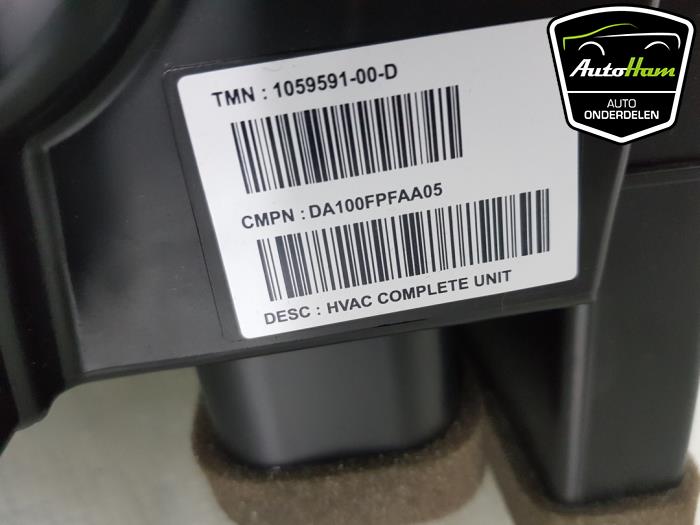 AutoHam
AUTO
ONDERDELEN
TMN : 1059591-00-D
CMPN : DA100FPFAA05
DESC : HVAC COMPLETE UNIT